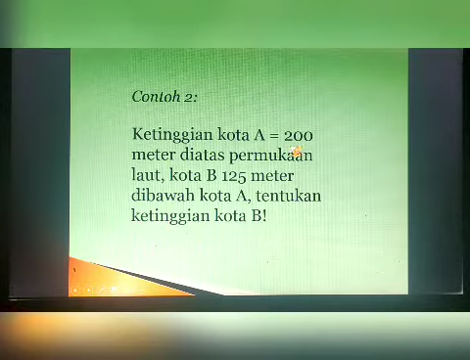 Contoh 2:
Ketinggian kota A = 200
meter diatas permukaan
laut, kota B 125 meter
dibawah kota A, tentukan
ketinggian kota B!